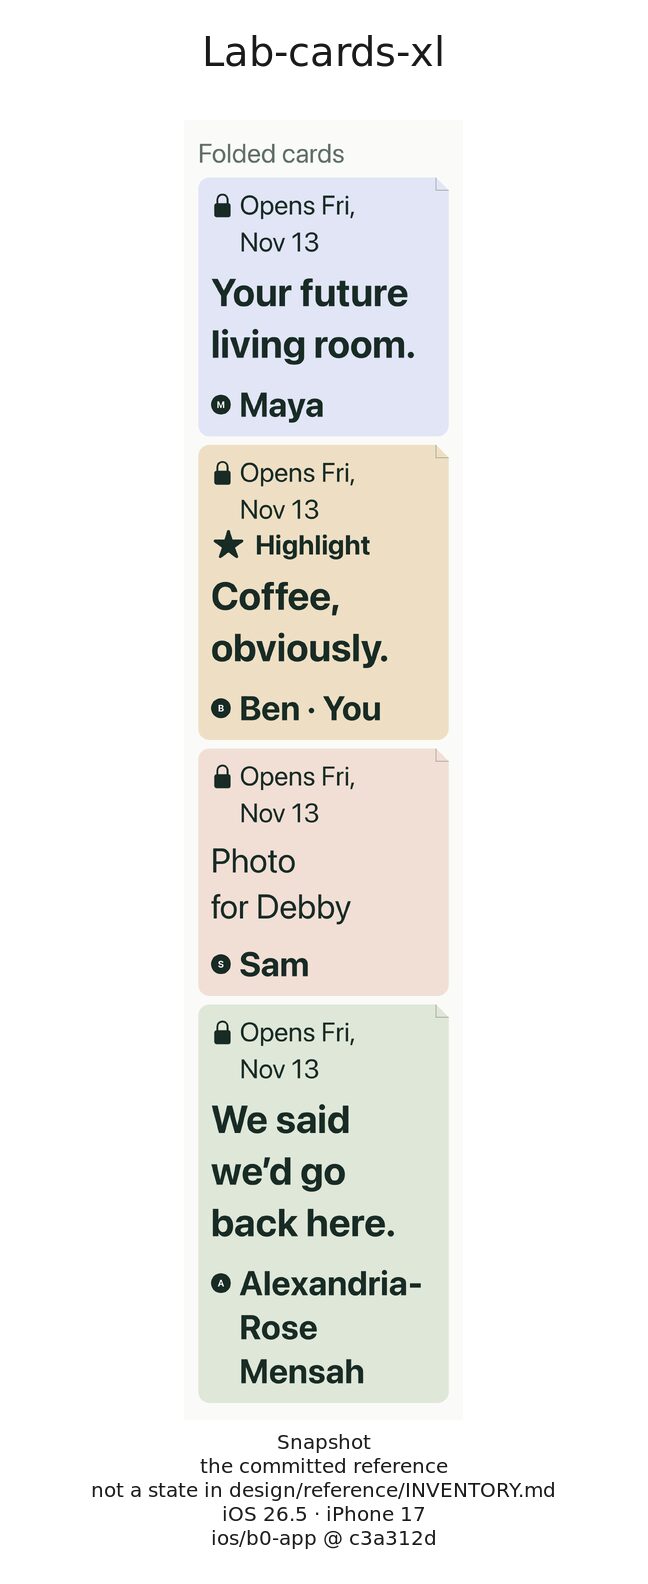 Lab-cards-xl
Folded cards
Opens Fri,
Nov 13
Your future
living room.
M Maya
Opens Fri,
Nov 13
Highlight
Coffee,
obviously.
B Ben · You
Opens Fri,
Nov 13
Photo
for Debby
S Sam
Opens Fri,
Nov 13
We said
we’d go
back here.
A Alexandria-
Rose
Mensah
Snapshot
the committed reference
not a state in design/reference/INVENTORY.md
iOS 26.5 · iPhone 17
ios/b0-app @ c3a312d